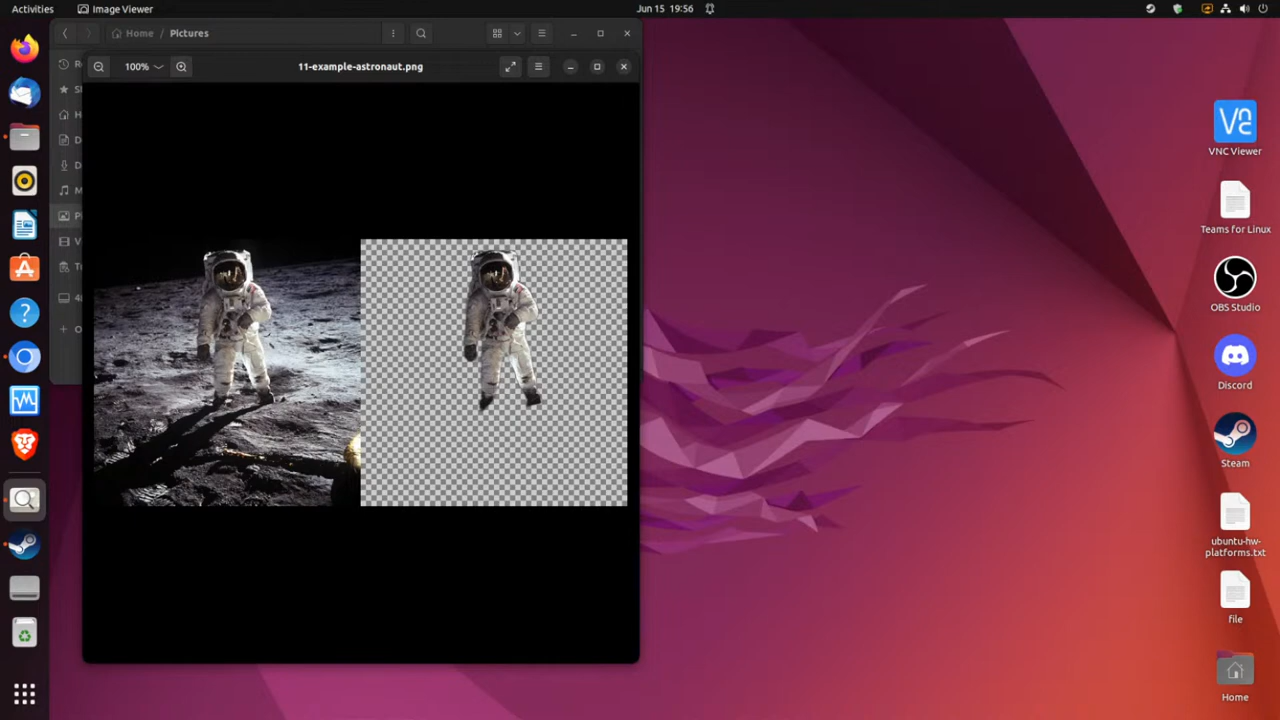 Activities
Image Viewer
Jun 15 19:56
Home / Pictures
100%
11-example-astronaut.png
VNC Viewer
Teams for Linux
OBS Studio
Discord
Steam
ubuntu-hw-
platforms.txt
file
Home